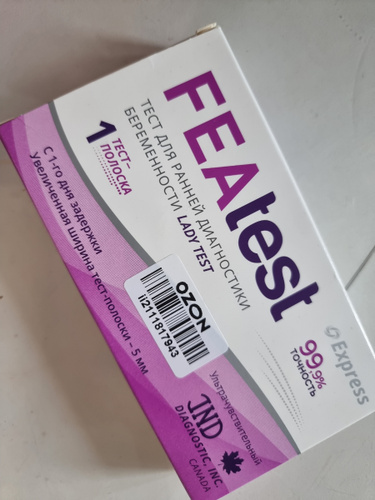 FEAtest
Express
ТЕСТ ДЛЯ РАННЕЙ ДИАГНОСТИКИ
БЕРЕМЕННОСТИ LADY TEST
99,9%
ТОЧНОСТЬ
1 ТЕСТ-
ПОЛОСКА
OZON
ii2111817943
С 1-го дня задержки
Увеличенная ширина тест-полоски – 5 мм
Ультрачувствительный
IND
DIAGNOSTIC, INC.
CANADA